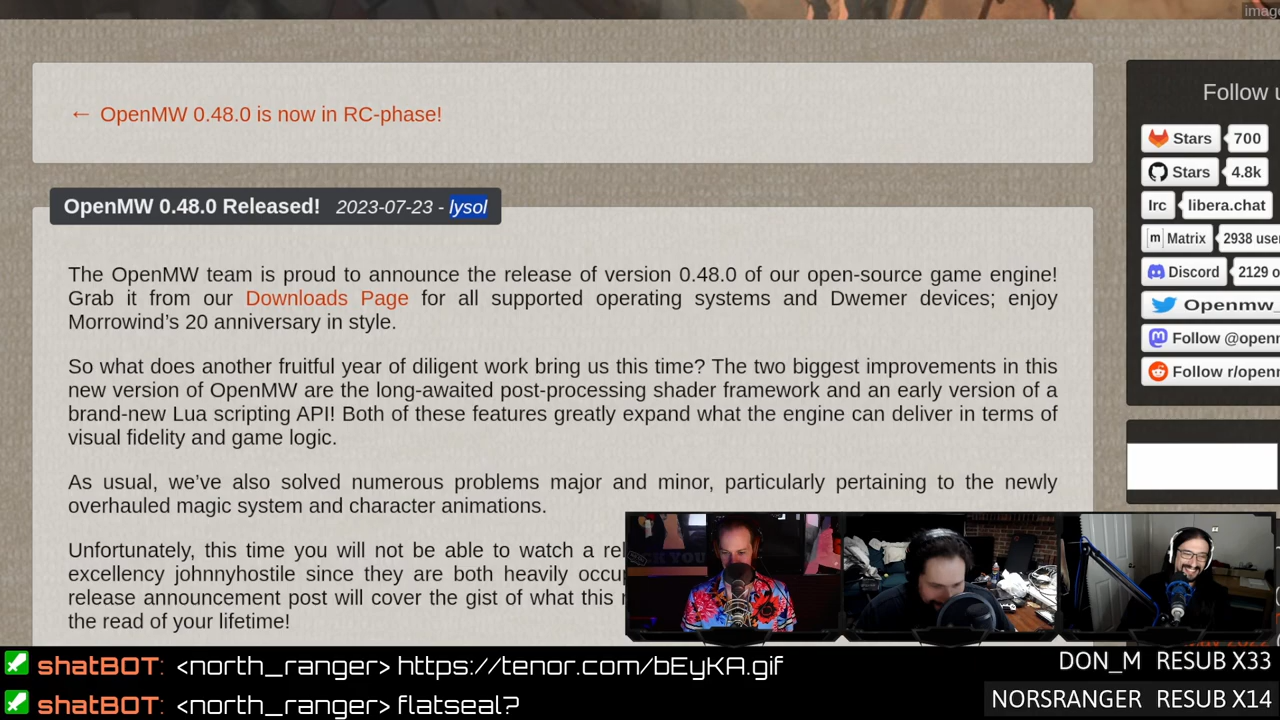 image
← OpenMW 0.48.0 is now in RC-phase!
Follow u
Stars 700
Stars 4.8k
Irc libera.chat
m Matrix 2938 use
Discord 2129 o
Openmw_
Follow @openm
Follow r/openm
OpenMW 0.48.0 Released! 2023-07-23 - lysol
The OpenMW team is proud to announce the release of version 0.48.0 of our open-source game engine!
Grab it from our Downloads Page for all supported operating systems and Dwemer devices; enjoy
Morrowind’s 20 anniversary in style.
So what does another fruitful year of diligent work bring us this time? The two biggest improvements in this
new version of OpenMW are the long-awaited post-processing shader framework and an early version of a
brand-new Lua scripting API! Both of these features greatly expand what the engine can deliver in terms of
visual fidelity and game logic.
As usual, we’ve also solved numerous problems major and minor, particularly pertaining to the newly
overhauled magic system and character animations.
Unfortunately, this time you will not be able to watch a rel
excellency johnnyhostile since they are both heavily occup
release announcement post will cover the gist of what this
the read of your lifetime!
shatBOT: <north_ranger> https://tenor.com/bEyKA.gif
shatBOT: <north_ranger> flatseal?
DON_M RESUB X33
NORSRANGER RESUB X14